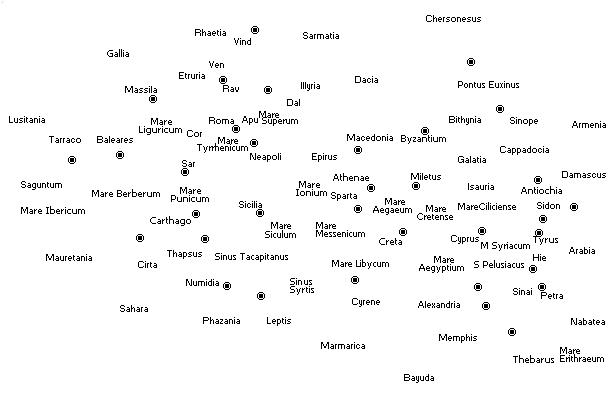 Chersonesus
Rhaetia
Vind
Sarmatia
Gallia
Ven
Etruria
Rav
Illyria
Dacia
Pontus Euxinus
Massila
Dal
Lusitania
Mare
Liguricum
Roma
Apu
Mare
Superum
Cor
Bithynia
Sinope
Armenia
Tarraco
Baleares
Mare
Tyrrhenicum
Macedonia
Byzantium
Neapoli
Epirus
Galatia
Cappadocia
Sar
Saguntum
Mare Berberum
Mare
Punicum
Mare
Ionium
Athenae
Miletus
Isauria
Damascus
Antiochia
Sparta
Mare Ibericum
Sicilia
Mare
Aegaeum
Mare
Cretense
MareCiliciense
Sidon
Carthago
Mare
Siculum
Mare
Messenicum
Creta
Cyprus
M Syriacum
Tyrus
Mauretania
Cirta
Thapsus
Sinus Tacapitanus
Mare Libycum
Mare
Aegyptium
S Pelusiacus
Hie
Arabia
Numidia
Sinus
Syrtis
Cyrene
Alexandria
Sinai
Petra
Sahara
Phazania
Leptis
Nabatea
Marmarica
Memphis
Thebarus
Mare
Erithraeum
Bayuda